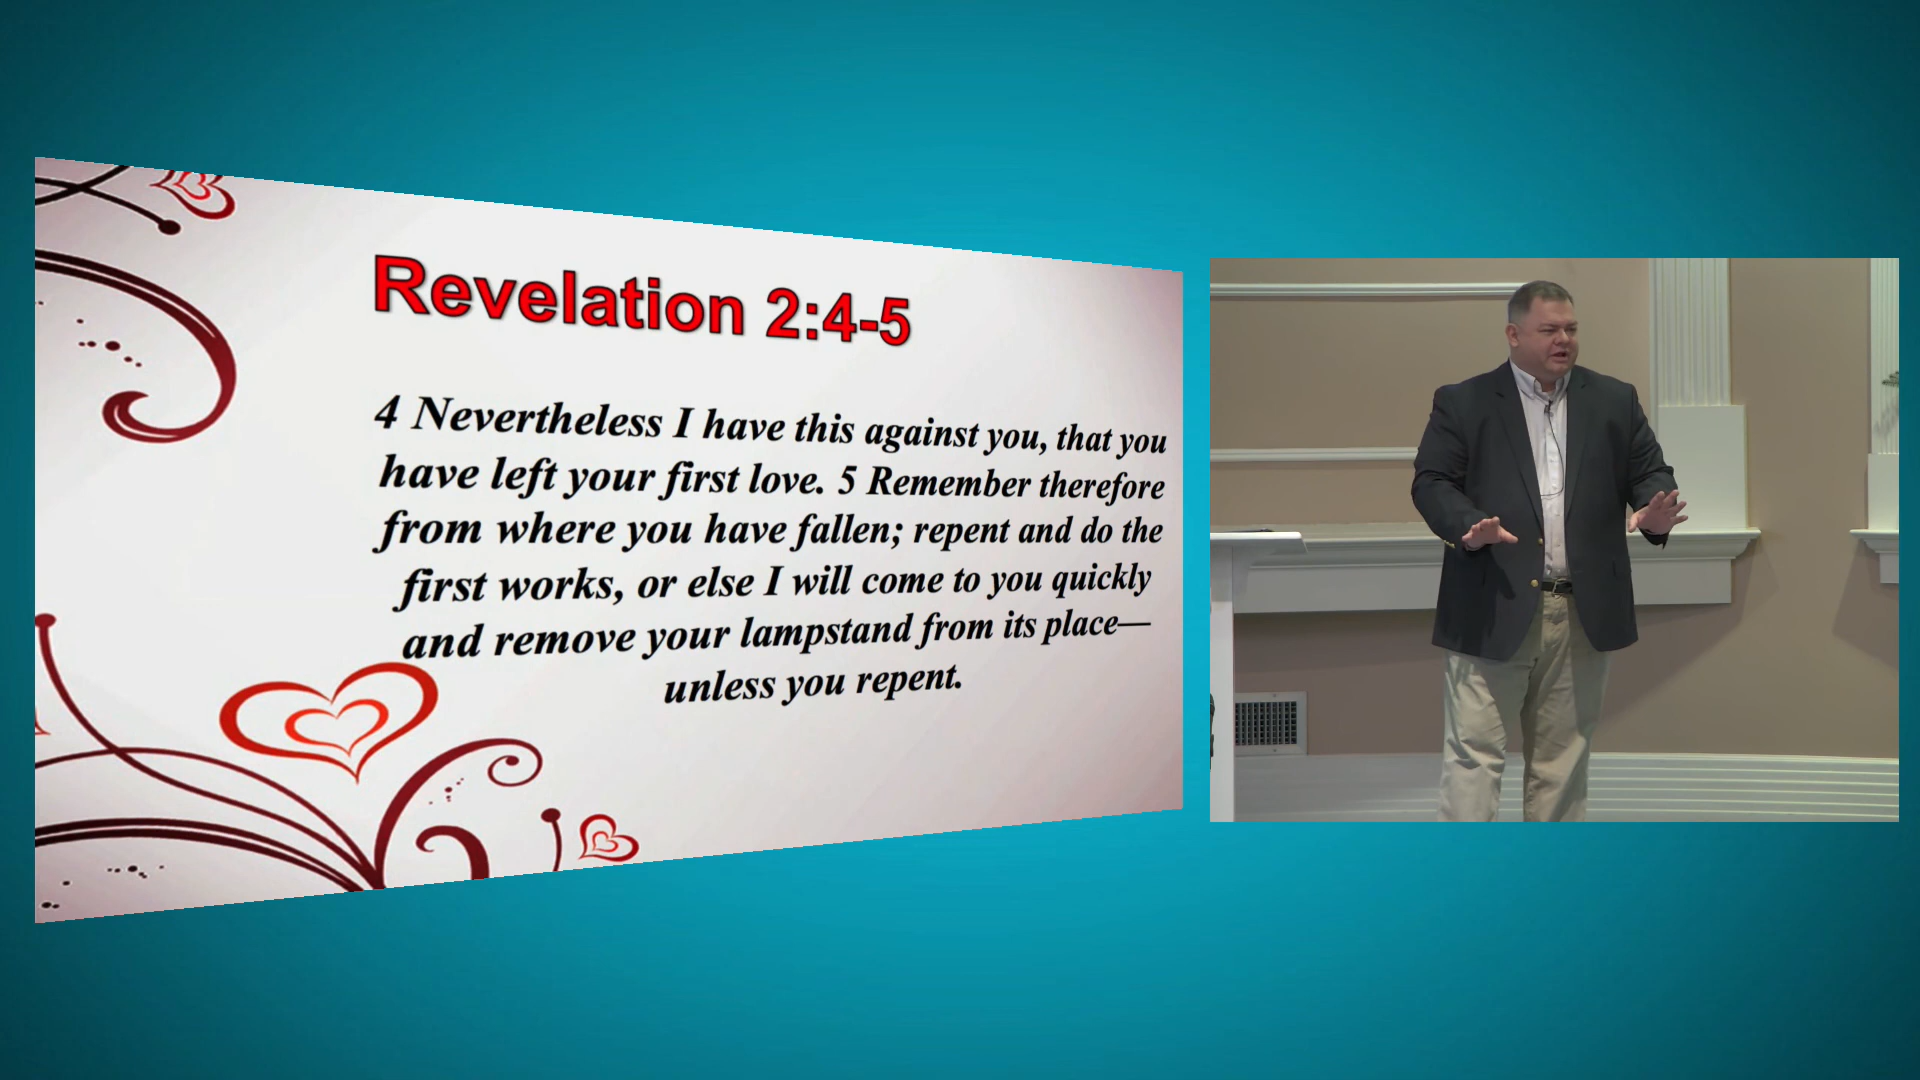 Revelation 2:4-5
4 Nevertheless I have this against you, that you
have left your first love. 5 Remember therefore
from where you have fallen; repent and do the
first works, or else I will come to you quickly
and remove your lampstand from its place—
unless you repent.